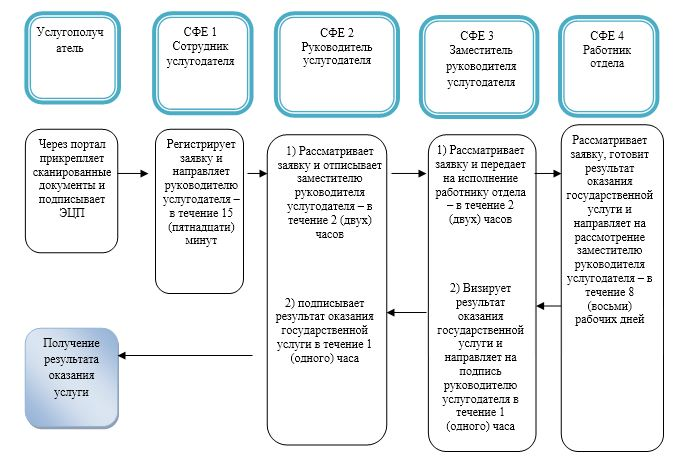 Услугополуч
атель
СФЕ 1
Сотрудник
услугодателя
СФЕ 2
Руководитель
услугодателя
СФЕ 3
Заместитель
руководителя
услугодателя
СФЕ 4
Работник
отдела
Через портал
прикрепляет
сканированные
документы и
подписывает
ЭЦП
Регистрирует
заявку и
направляет
руководителю
услугодателя –
в течение 15
(пятнадцати)
минут
1) Рассматривает
заявку и отписывает
заместителю
руководителя
услугодателя – в
течение 2 (двух)
часов
2) подписывает
результат оказания
государственной
услуги в течение 1
(одного) часа
1) Рассматривает
заявку и передает
на исполнение
работнику отдела
– в течение 2
(двух) часов
2) Визирует
результат
оказания
государственной
услуги и
направляет на
подпись
руководителю
услугодателя в
течение 1
(одного) часа
Рассматривает
заявку, готовит
результат
оказания
государственной
услуги и
направляет на
рассмотрение
заместителю
руководителя
услугодателя – в
течение 8
(восьми)
рабочих дней
Получение
результата
оказания
услуги